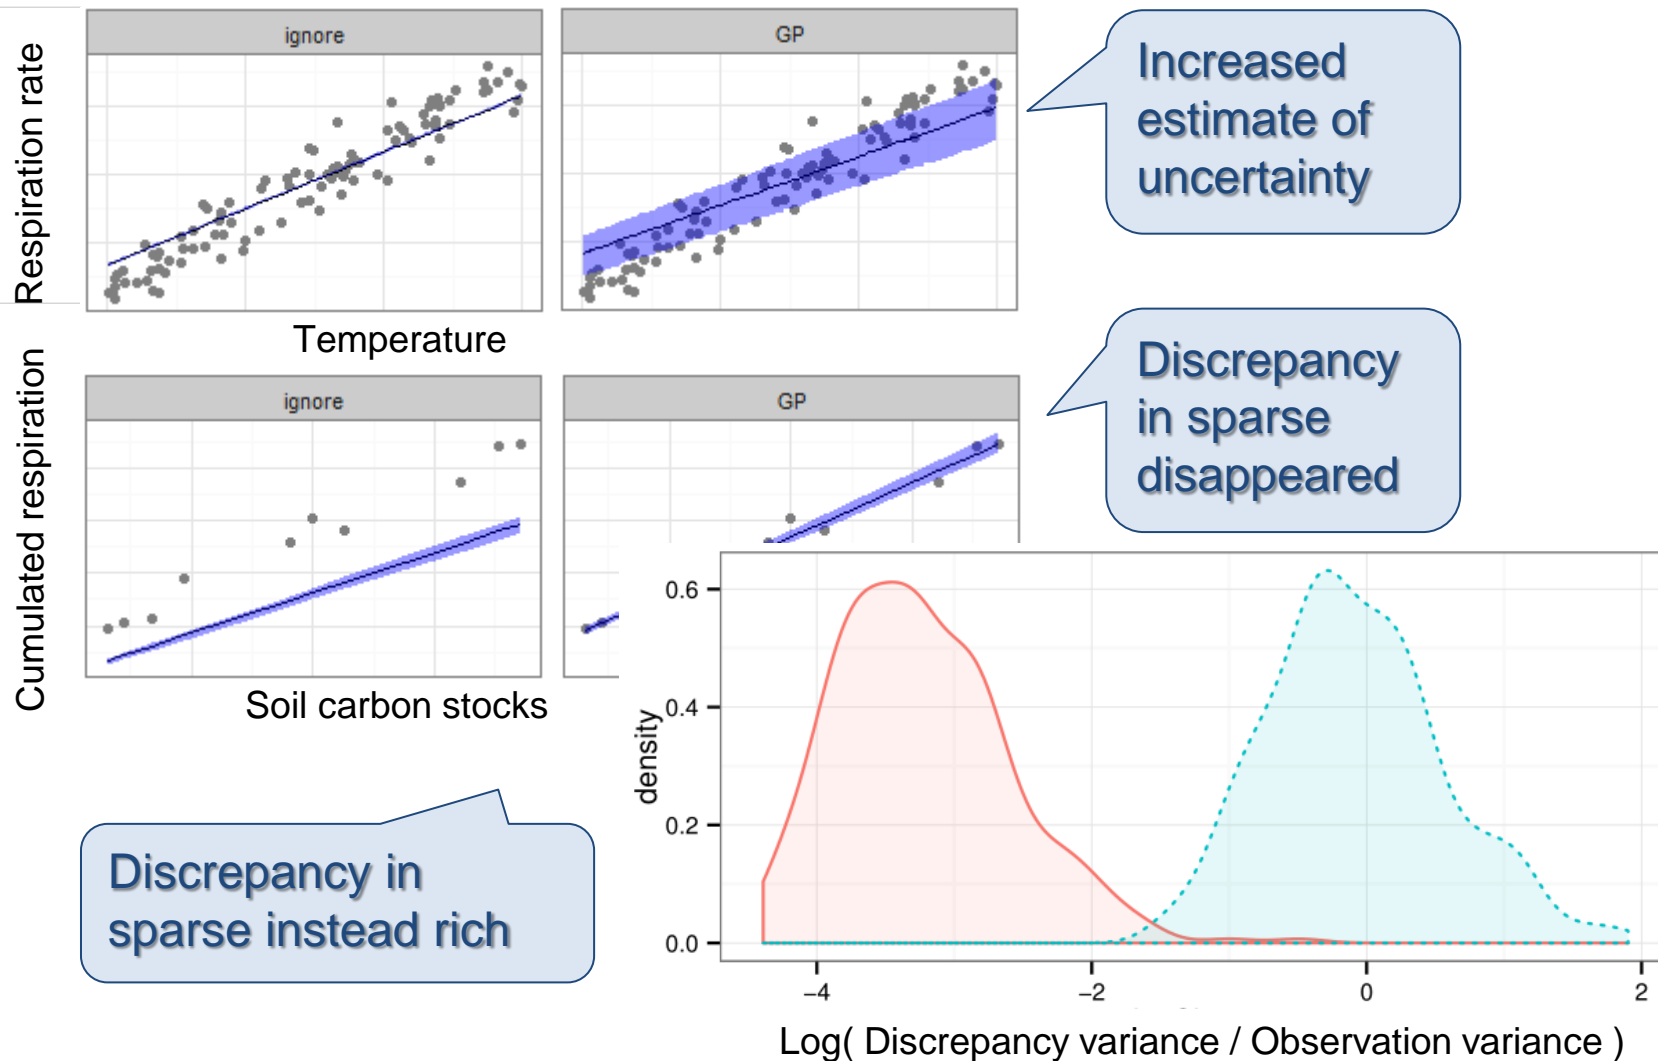 ignore
GP
Respiration rate
Temperature
Increased
estimate of
uncertainty
ignore
GP
Cumulated respiration
Soil carbon stocks
Discrepancy
in sparse
disappeared
Discrepancy in
sparse instead rich
density
0.6
0.4
0.2
0.0
−4
−2
0
2
Log( Discrepancy variance / Observation variance )